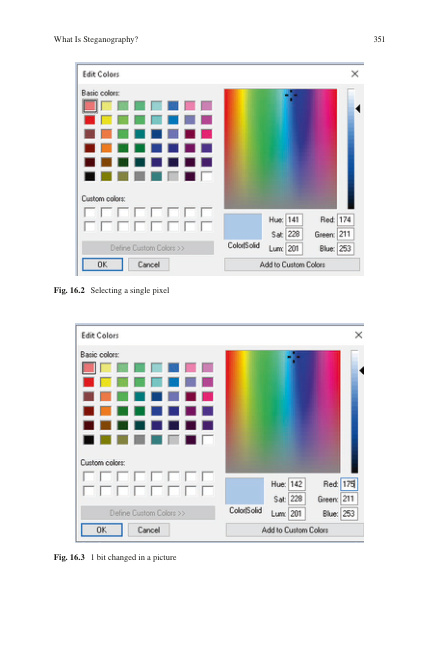 What Is Steganography? 351
Edit Colors
Basic colors:
Custom colors:
Define Custom Colors >>
OK Cancel
Hue: 141 Red: 174
Sat: 228 Green: 211
Color|Solid Lum: 201 Blue: 253
Add to Custom Colors
Fig. 16.2 Selecting a single pixel
Edit Colors
Basic colors:
Custom colors:
Define Custom Colors >>
OK Cancel
Hue: 142 Red: 175
Sat: 228 Green: 211
Color|Solid Lum: 201 Blue: 253
Add to Custom Colors
Fig. 16.3 1 bit changed in a picture